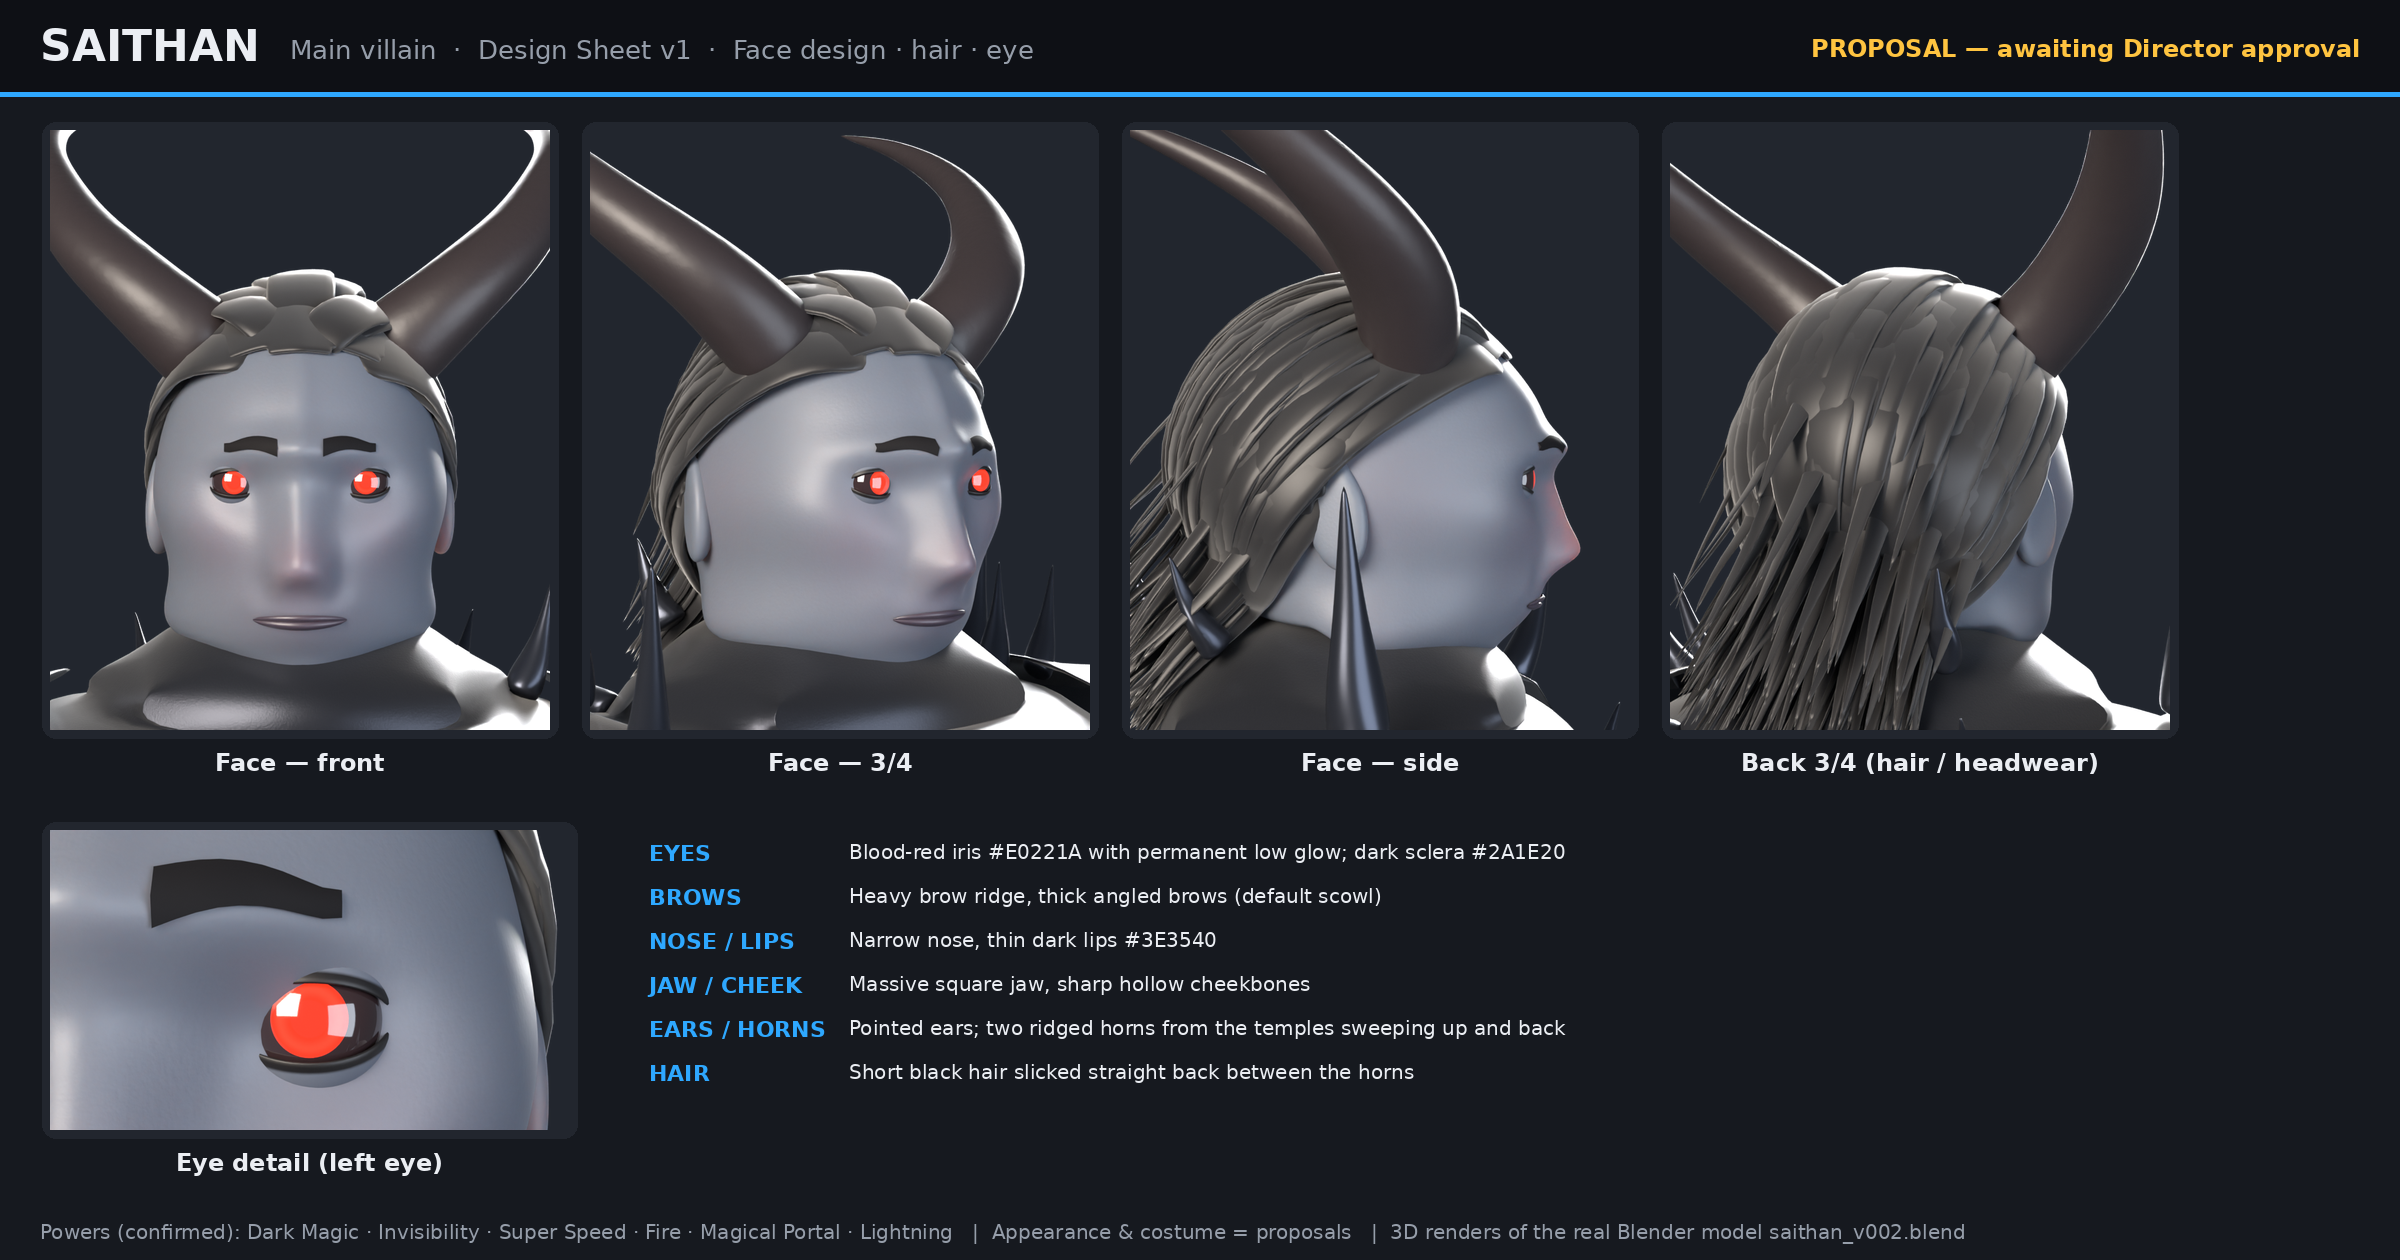 SAITHAN Main villain · Design Sheet v1 · Face design · hair · eye PROPOSAL — awaiting Director approval
Face — front
Face — 3/4
Face — side
Back 3/4 (hair / headwear)
EYES Blood-red iris #E0221A with permanent low glow; dark sclera #2A1E20
BROWS Heavy brow ridge, thick angled brows (default scowl)
NOSE / LIPS Narrow nose, thin dark lips #3E3540
JAW / CHEEK Massive square jaw, sharp hollow cheekbones
EARS / HORNS Pointed ears; two ridged horns from the temples sweeping up and back
HAIR Short black hair slicked straight back between the horns
Eye detail (left eye)
Powers (confirmed): Dark Magic · Invisibility · Super Speed · Fire · Magical Portal · Lightning | Appearance & costume = proposals | 3D renders of the real Blender model saithan_v002.blend